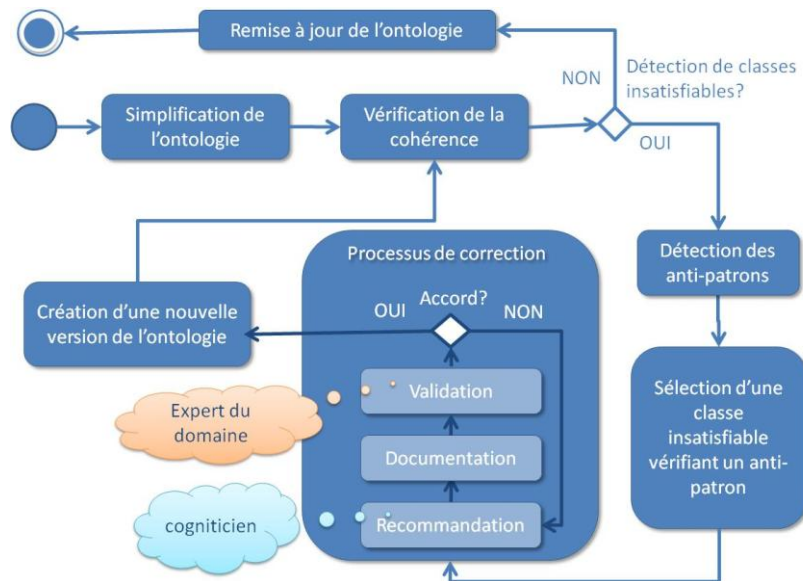 Remise à jour de l'ontologie
NON
Détection de classes
insatisfiables?
Simplification de
l'ontologie
Vérification de la
cohérence
OUI
Processus de correction
Détection des
anti-patrons
Création d'une nouvelle
version de l'ontologie
OUI
Accord?
NON
Validation
Expert du
domaine
Documentation
Sélection d'une
classe
insatisfiable
vérifiant un anti-
patron
cogniticien
Recommandation